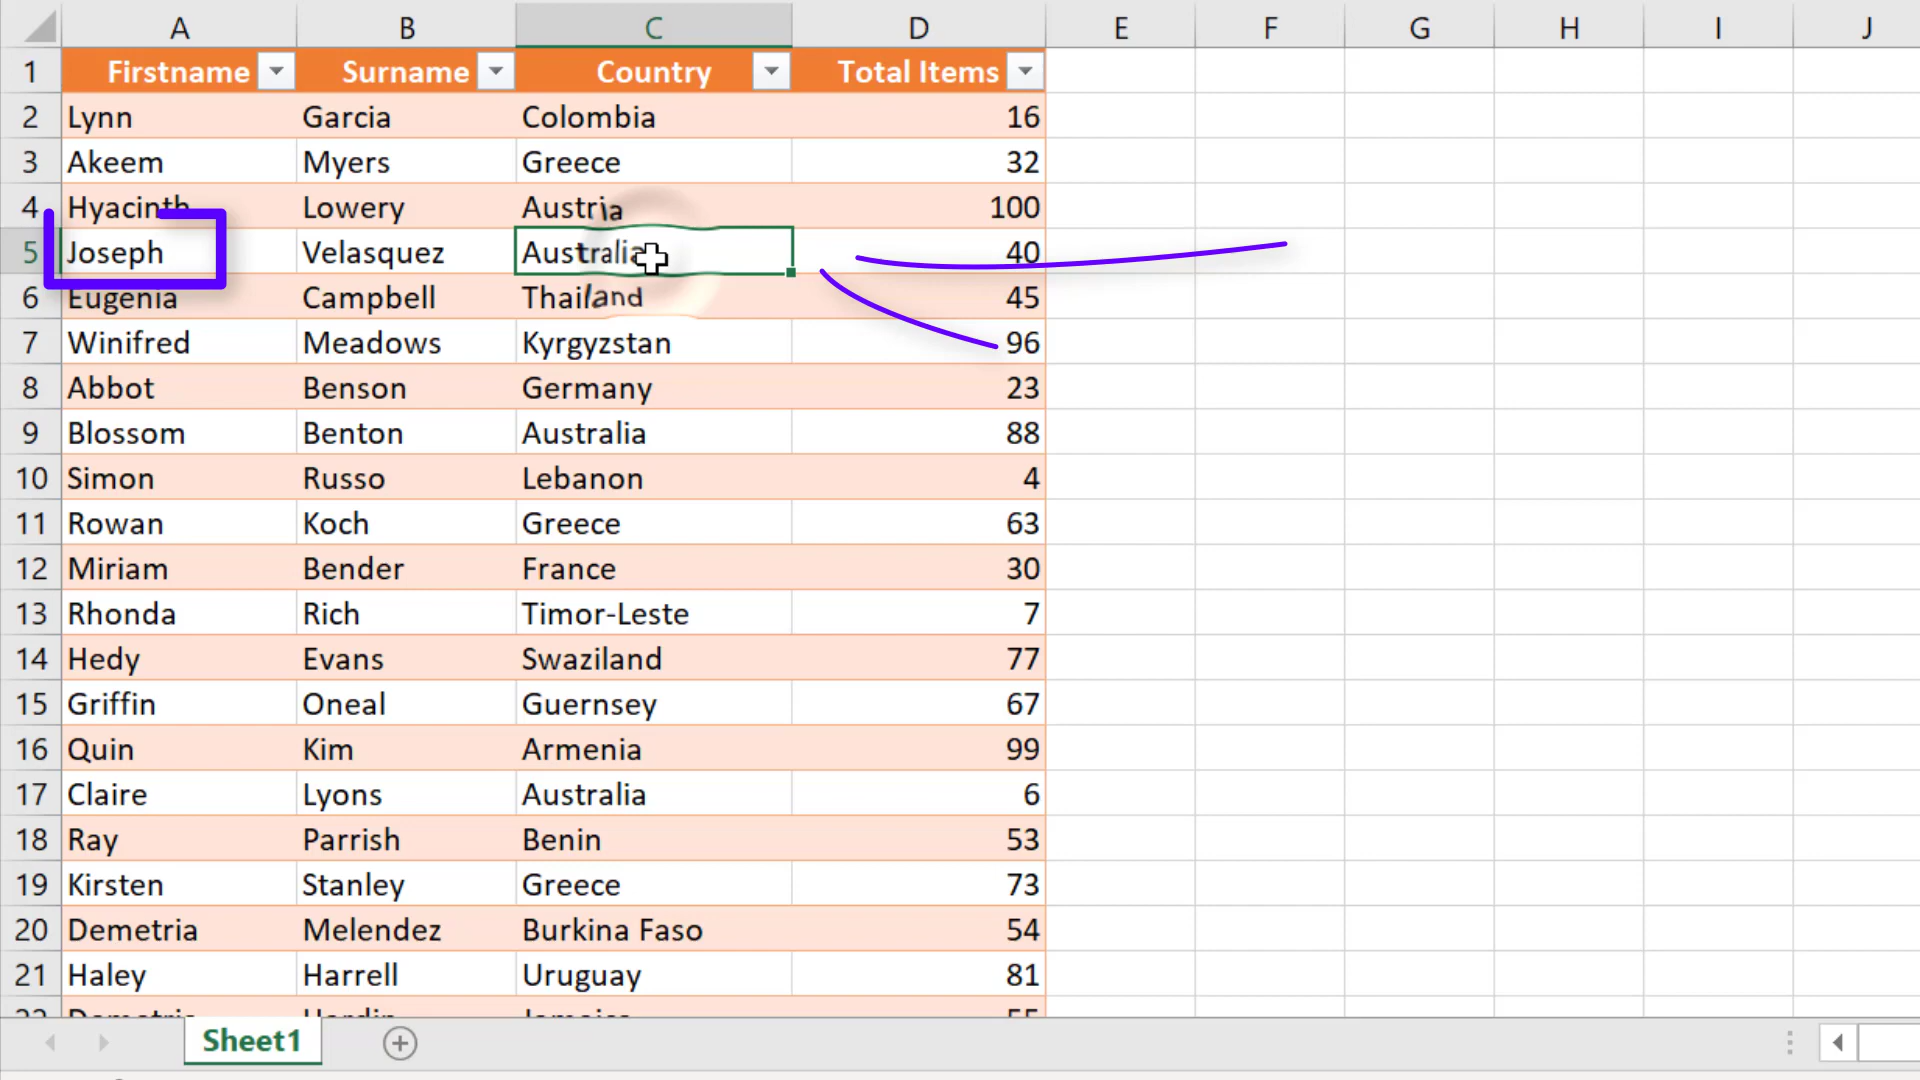 A B C D E F G H I J
1 Firstname Surname Country Total Items
2 Lynn Garcia Colombia 16
3 Akeem Myers Greece 32
4 Hyacinth Lowery Austria 100
5 Joseph Velasquez Australia 40
6 Eugenia Campbell Thailand 45
7 Winifred Meadows Kyrgyzstan 96
8 Abbot Benson Germany 23
9 Blossom Benton Australia 88
10 Simon Russo Lebanon 4
11 Rowan Koch Greece 63
12 Miriam Bender France 30
13 Rhonda Rich Timor-Leste 7
14 Hedy Evans Swaziland 77
15 Griffin Oneal Guernsey 67
16 Quin Kim Armenia 99
17 Claire Lyons Australia 6
18 Ray Parrish Benin 53
19 Kirsten Stanley Greece 73
20 Demetria Melendez Burkina Faso 54
21 Haley Harrell Uruguay 81
Sheet1